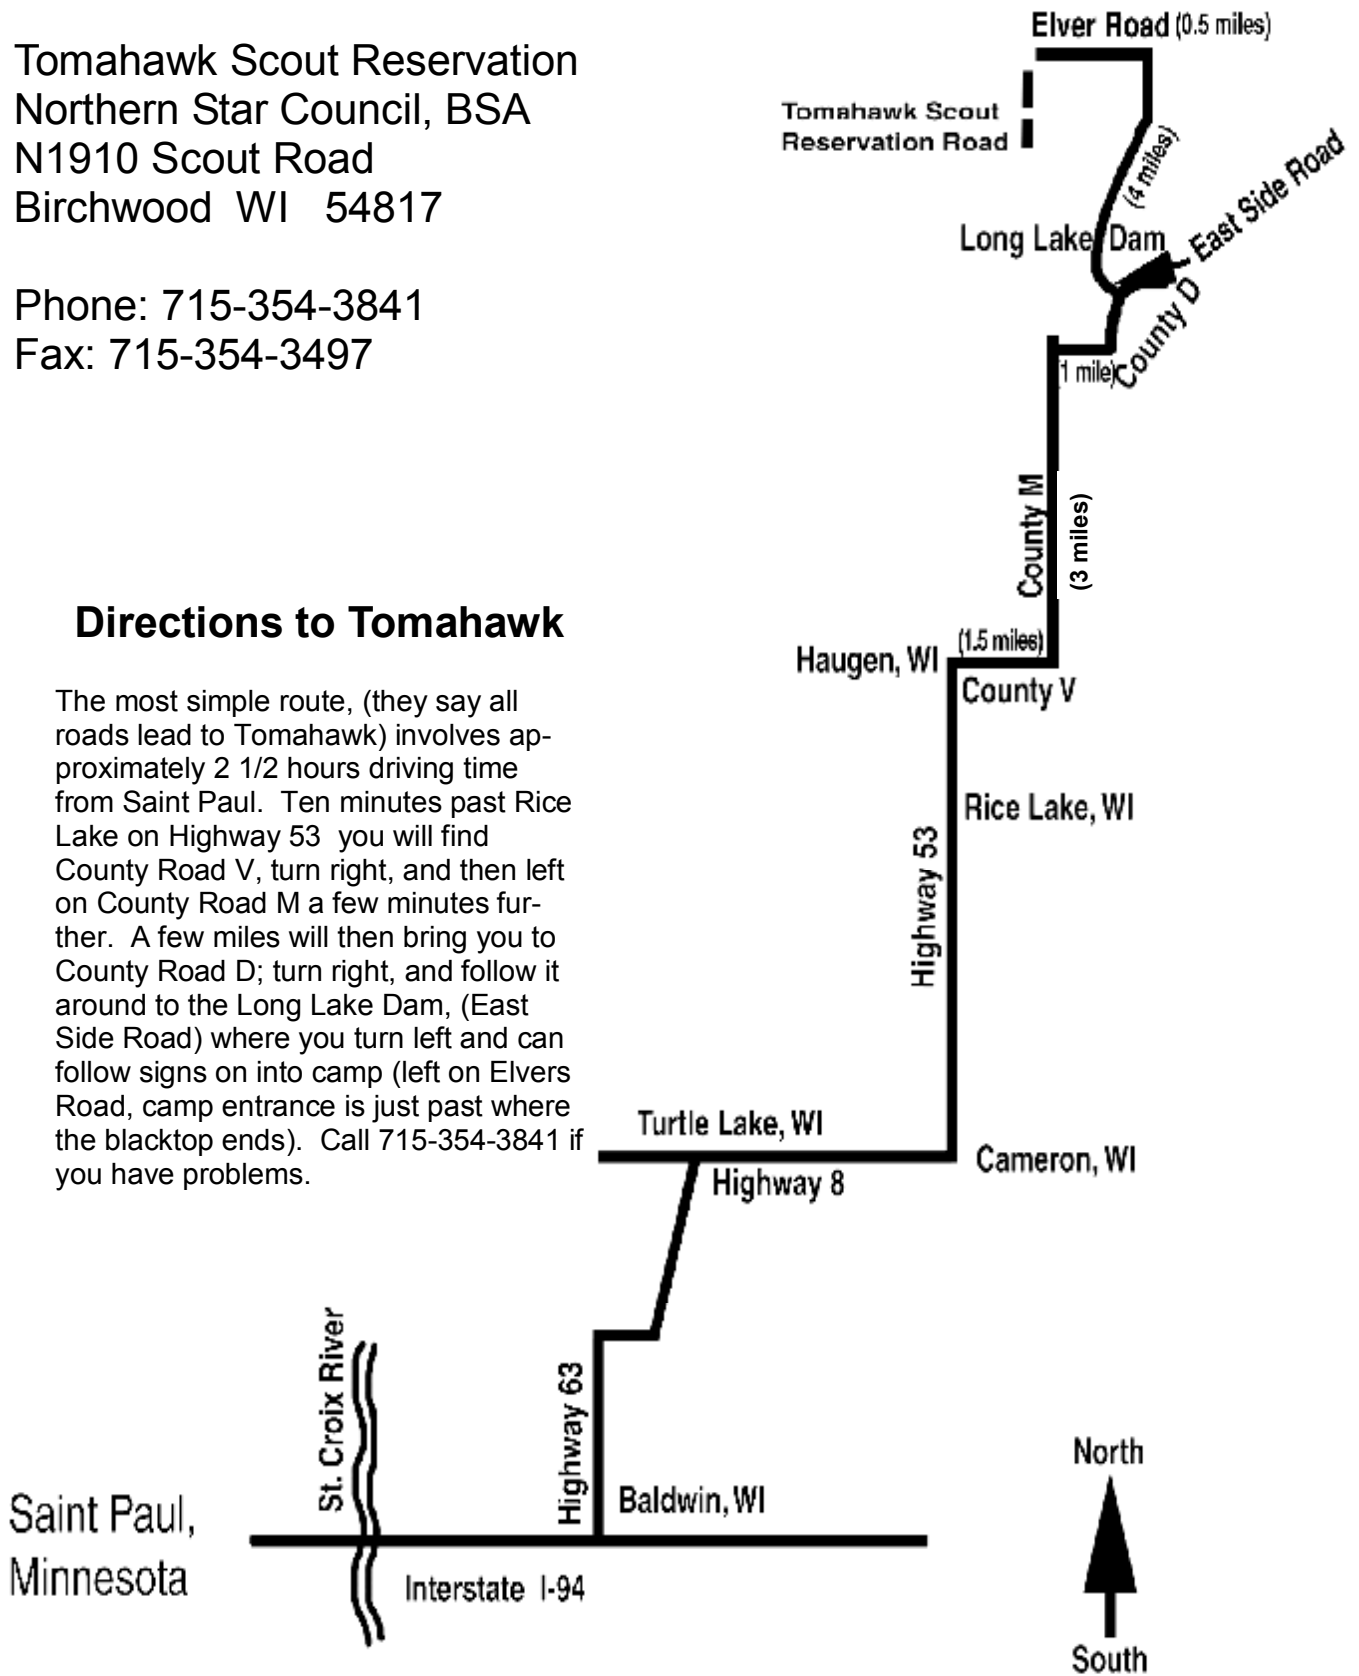 Tomahawk Scout Reservation
Northern Star Council, BSA
N1910 Scout Road
Birchwood WI 54817
Phone: 715-354-3841
Fax: 715-354-3497
Elver Road (0.5 miles)
Tomahawk Scout
Reservation Road
(4 miles)
East Side Road
Long Lake Dam
County D
(1 mile)
County M
(3 miles)
(1.5 miles)
Haugen, WI
County V
Rice Lake, WI
Highway 53
Directions to Tomahawk
The most simple route, (they say all
roads lead to Tomahawk) involves ap-
proximately 2 1/2 hours driving time
from Saint Paul. Ten minutes past Rice
Lake on Highway 53 you will find
County Road V, turn right, and then left
on County Road M a few minutes fur-
ther. A few miles will then bring you to
County Road D; turn right, and follow it
around to the Long Lake Dam, (East
Side Road) where you turn left and can
follow signs on into camp (left on Elvers
Road, camp entrance is just past where
the blacktop ends). Call 715-354-3841 if
you have problems.
Turtle Lake, WI
Cameron, WI
Highway 8
St. Croix River
Highway 63
Baldwin, WI
Saint Paul,
Minnesota
Interstate I-94
North
South